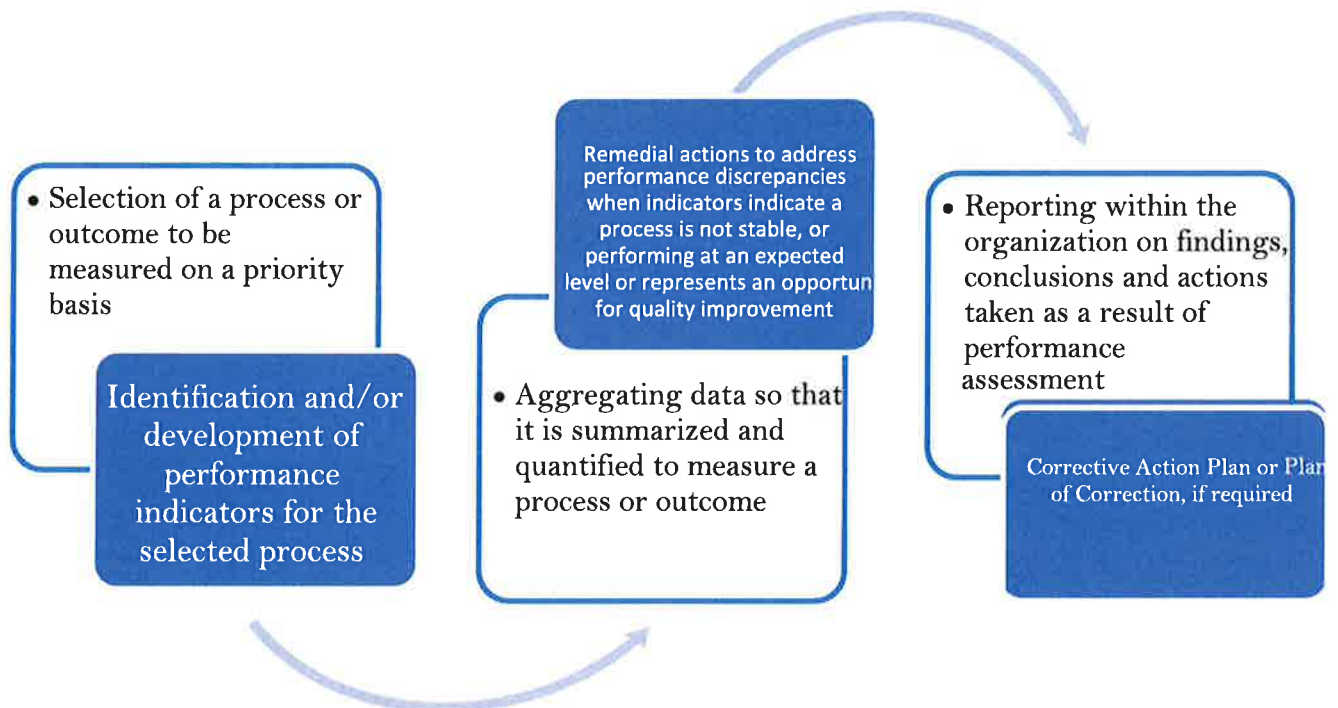 • Selection of a process or
outcome to be
measured on a priority
basis
Identification and/or
development of
performance
indicators for the
selected process
Remedial actions to address
performance discrepancies
when indicators indicate a
process is not stable, or
performing at an expected
level or represents an opportun
for quality improvement
• Aggregating data so that
it is summarized and
quantified to measure a
process or outcome
• Reporting within the
organization on findings,
conclusions and actions
taken as a result of
performance
assessment
Corrective Action Plan or Plan
of Correction, if required